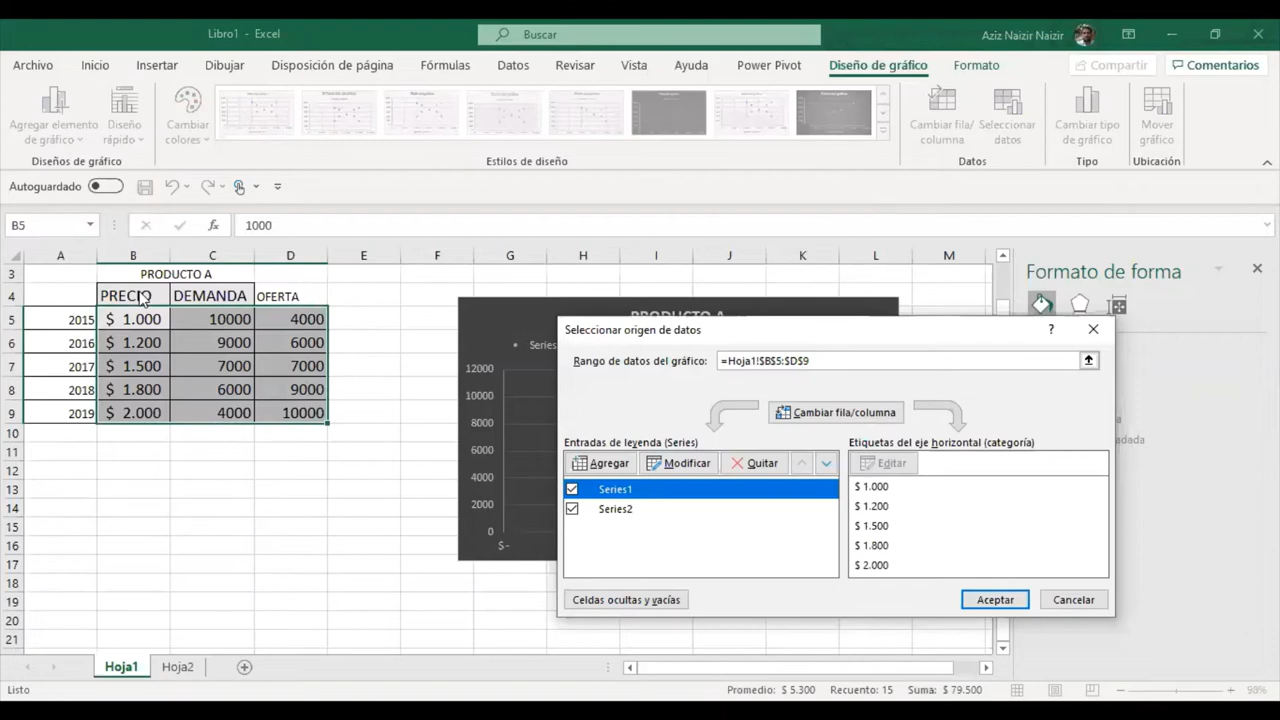 Libro1 - Excel
Buscar
Aziz Naizir Naizir
Archivo Inicio Insertar Dibujar Disposición de página Fórmulas Datos Revisar Vista Ayuda Power Pivot Diseño de gráfico Formato Compartir Comentarios
Agregar elemento de gráfico
Diseño rápido
Cambiar colores
Cambiar fila/columna
Seleccionar datos
Cambiar tipo de gráfico
Mover gráfico
Diseños de gráfico Estilos de diseño Datos Tipo Ubicación
Autoguardado
B5 fx 1000
A B C D E F G H I J K L M
3 PRODUCTO A
4 PRECIO DEMANDA OFERTA
5 2015 $ 1.000 10000 4000
6 2016 $ 1.200 9000 6000
7 2017 $ 1.500 7000 7000
8 2018 $ 1.800 6000 9000
9 2019 $ 2.000 4000 10000
10
11
12
13
14
15
16
17
18
19
20
21
PRODUCTO A
Series
12000
10000
8000
6000
4000
2000
0
$ -
Seleccionar origen de datos
?
Rango de datos del gráfico: =Hoja1!$B$5:$D$9
Cambiar fila/columna
Entradas de leyenda (Series)
Agregar Modificar Quitar
Series1
Series2
Etiquetas del eje horizontal (categoría)
Editar
$ 1.000
$ 1.200
$ 1.500
$ 1.800
$ 2.000
Celdas ocultas y vacías Aceptar Cancelar
Formato de forma
Hoja1 Hoja2
Listo Promedio: $ 5.300 Recuento: 15 Suma: $ 79.500 98%